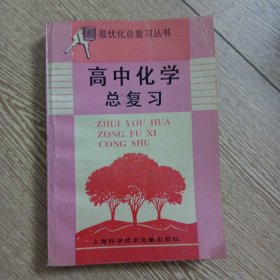 最优化总复习丛书
高中化学
总复习
ZHUI YOU HUA
ZONG FU XI
CONG SHU
上海科学技术文献出版社